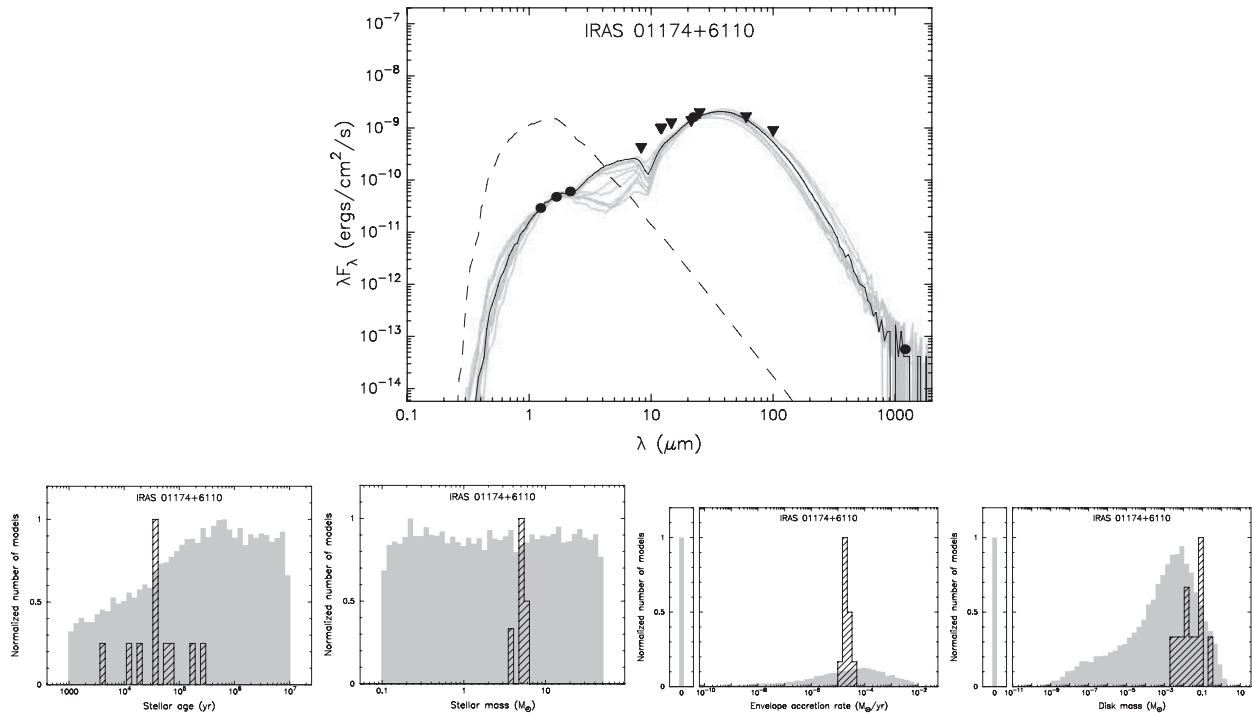 IRAS 01174+6110
10⁻⁷
10⁻⁸
10⁻⁹
10⁻¹⁰
10⁻¹¹
10⁻¹²
10⁻¹³
10⁻¹⁴
λFλ (ergs/cm²/s)
0.1 1 10 100 1000
λ (μm)
IRAS 01174+6110
Normalized number of models
1
0.5
0
1000 10⁴ 10⁵ 10⁶ 10⁷
Stellar age (yr)
IRAS 01174+6110
Normalized number of models
1
0.5
0
0.1 1 10
Stellar mass (M⊙)
IRAS 01174+6110
Normalized number of models
1
0.5
0
0 10⁻¹⁰ 10⁻⁸ 10⁻⁶ 10⁻⁴ 10⁻²
Envelope accretion rate (M⊙/yr)
IRAS 01174+6110
Normalized number of models
1
0.5
0
0 10⁻¹¹ 10⁻⁹ 10⁻⁷ 10⁻⁵ 10⁻³ 0.1 10
Disk mass (M⊙)